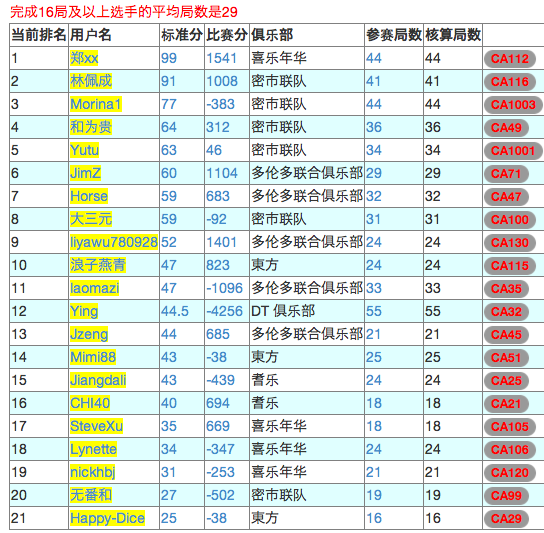 完成16局及以上选手的平均局数是29
当前排名 用户名 标准分 比赛分 俱乐部 参赛局数 核算局数
1 郑xx 99 1541 喜乐年华 44 44 CA112
2 林佩成 91 1008 密市联队 41 41 CA116
3 Morina1 77 -383 密市联队 44 44 CA1003
4 和为贵 64 312 密市联队 36 36 CA49
5 Yutu 63 46 密市联队 34 34 CA1001
6 JimZ 60 1104 多伦多联合俱乐部 29 29 CA71
7 Horse 59 683 多伦多联合俱乐部 32 32 CA47
8 大三元 59 -92 密市联队 31 31 CA100
9 liyawu780928 52 1401 多伦多联合俱乐部 24 24 CA130
10 浪子燕青 47 823 東方 24 24 CA115
11 laomazi 47 -1096 多伦多联合俱乐部 33 33 CA35
12 Ying 44.5 -4256 DT 俱乐部 55 55 CA32
13 Jzeng 44 685 多伦多联合俱乐部 21 21 CA45
14 Mimi88 43 -38 東方 25 25 CA51
15 Jiangdali 43 -439 耆乐 24 24 CA25
16 CHI40 40 694 耆乐 18 18 CA21
17 SteveXu 35 669 喜乐年华 18 18 CA105
18 Lynette 34 -347 喜乐年华 24 24 CA106
19 nickhbj 31 -253 喜乐年华 21 21 CA120
20 无番和 27 -502 密市联队 19 19 CA99
21 Happy-Dice 25 -38 東方 16 16 CA29